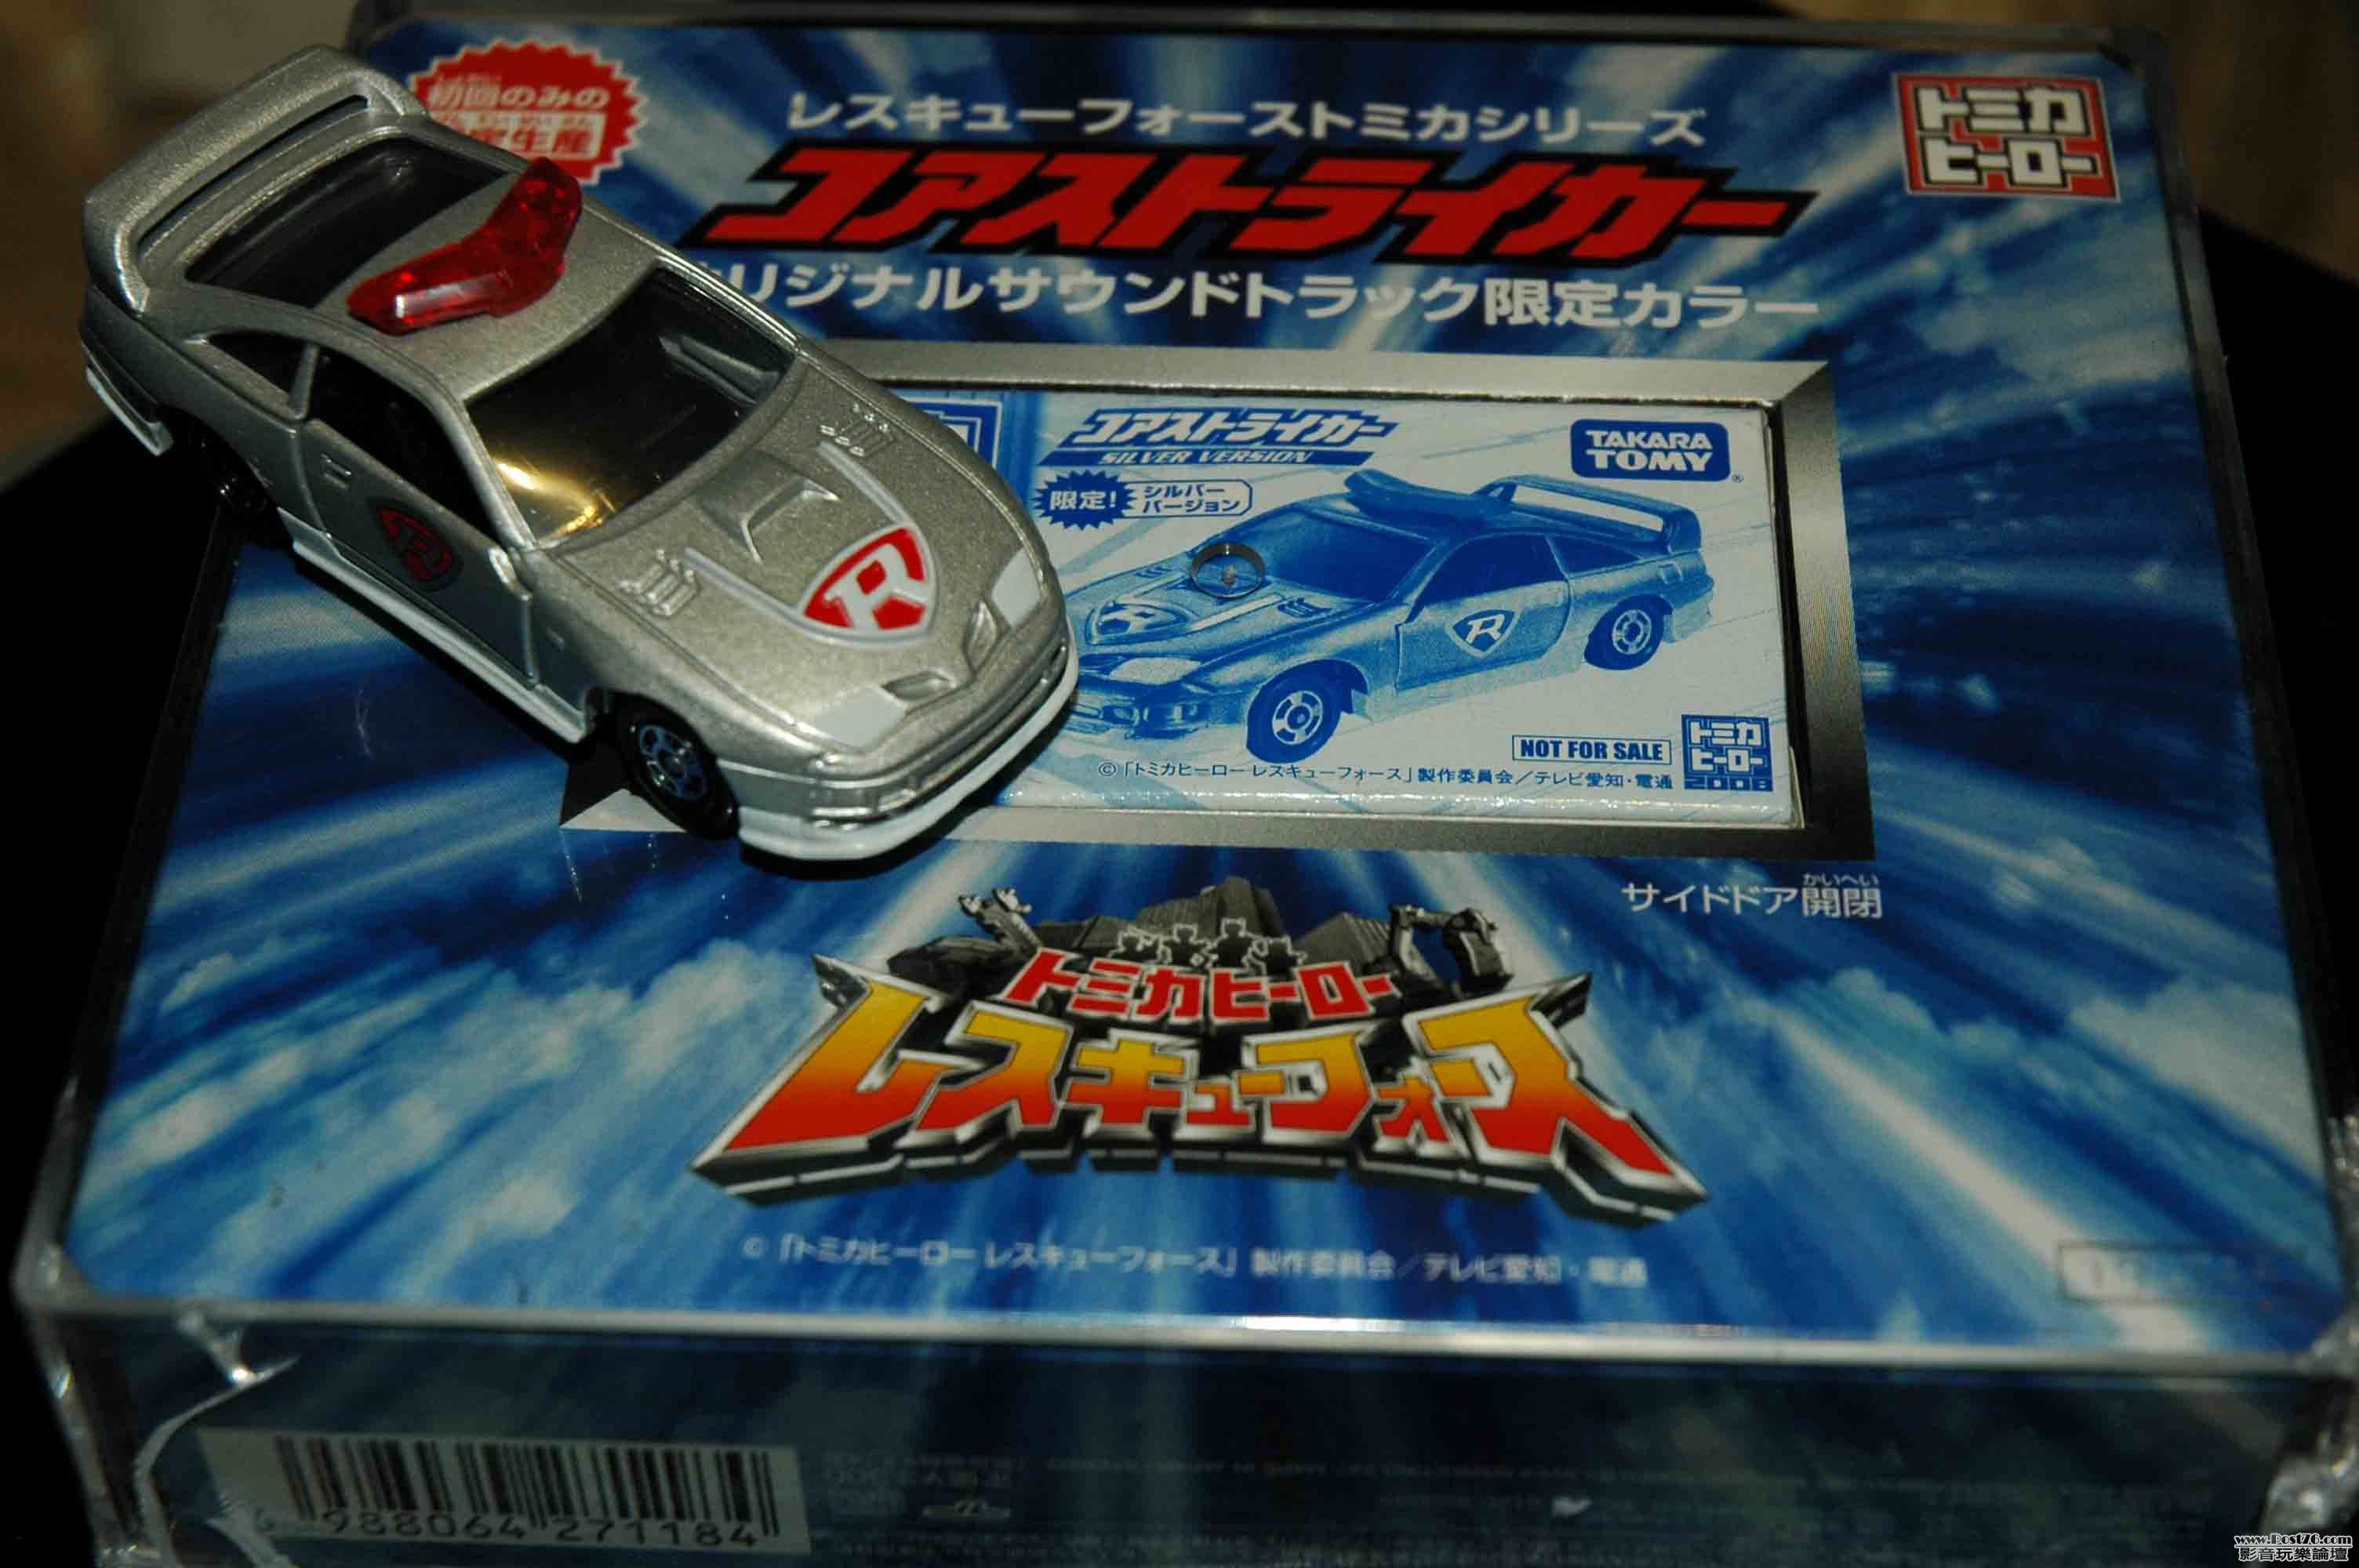 初回のみの
生産
レスキューフォーストミカシリーズ
コアストライカー
リジナルサウンドトラック限定カラー
トミカ
ヒーロー
コアストライカー
SILVER VERSION
限定!
シルバー
バージョン
TAKARA
TOMY
R
R
R
NOT FOR SALE
トミカ
ヒーロー
2008
©「トミカヒーロー レスキューフォース」製作委員会／テレビ愛知・電通
かいへい
サイドドア開閉
トミカヒーロー
レスキューフォース
© 「トミカヒーロー レスキューフォース」 製作委員会／テレビ愛知・電通
988064 271184
www.Post76.com
影音玩樂論壇